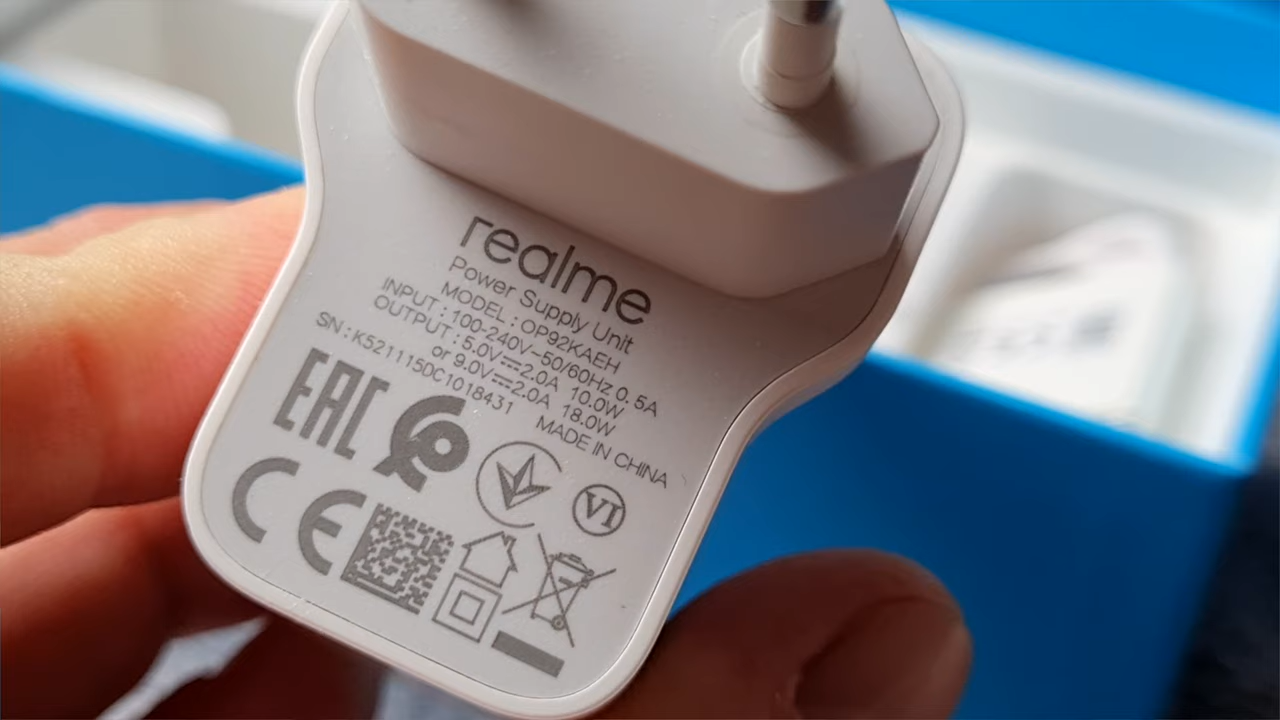 realme
Power Supply Unit
MODEL : OP92KAEH
INPUT : 100-240V~50/60Hz 0.5A
OUTPUT : 5.0V⎓2.0A 10.0W
or 9.0V⎓2.0A 18.0W
SN : K521115DC1018431 MADE IN CHINA
EAC
VI
CE